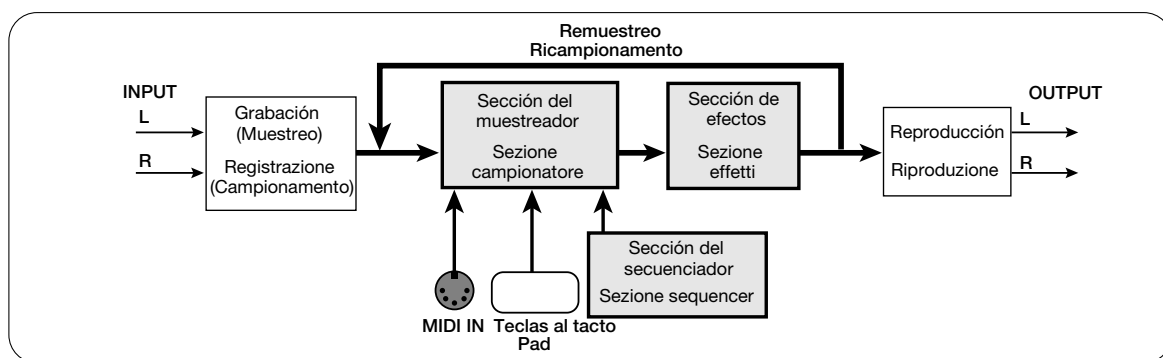 Remuestreo
Ricampionamento
INPUT
L
R
Grabación
(Muestreo)
Registrazione
(Campionamento)
Sección del
muestreador
Sezione
campionatore
Sección de
efectos
Sezione
effetti
Reproducción
Riproduzione
OUTPUT
L
R
Sección del
secuenciador
Sezione sequencer
MIDI IN
Teclas al tacto
Pad